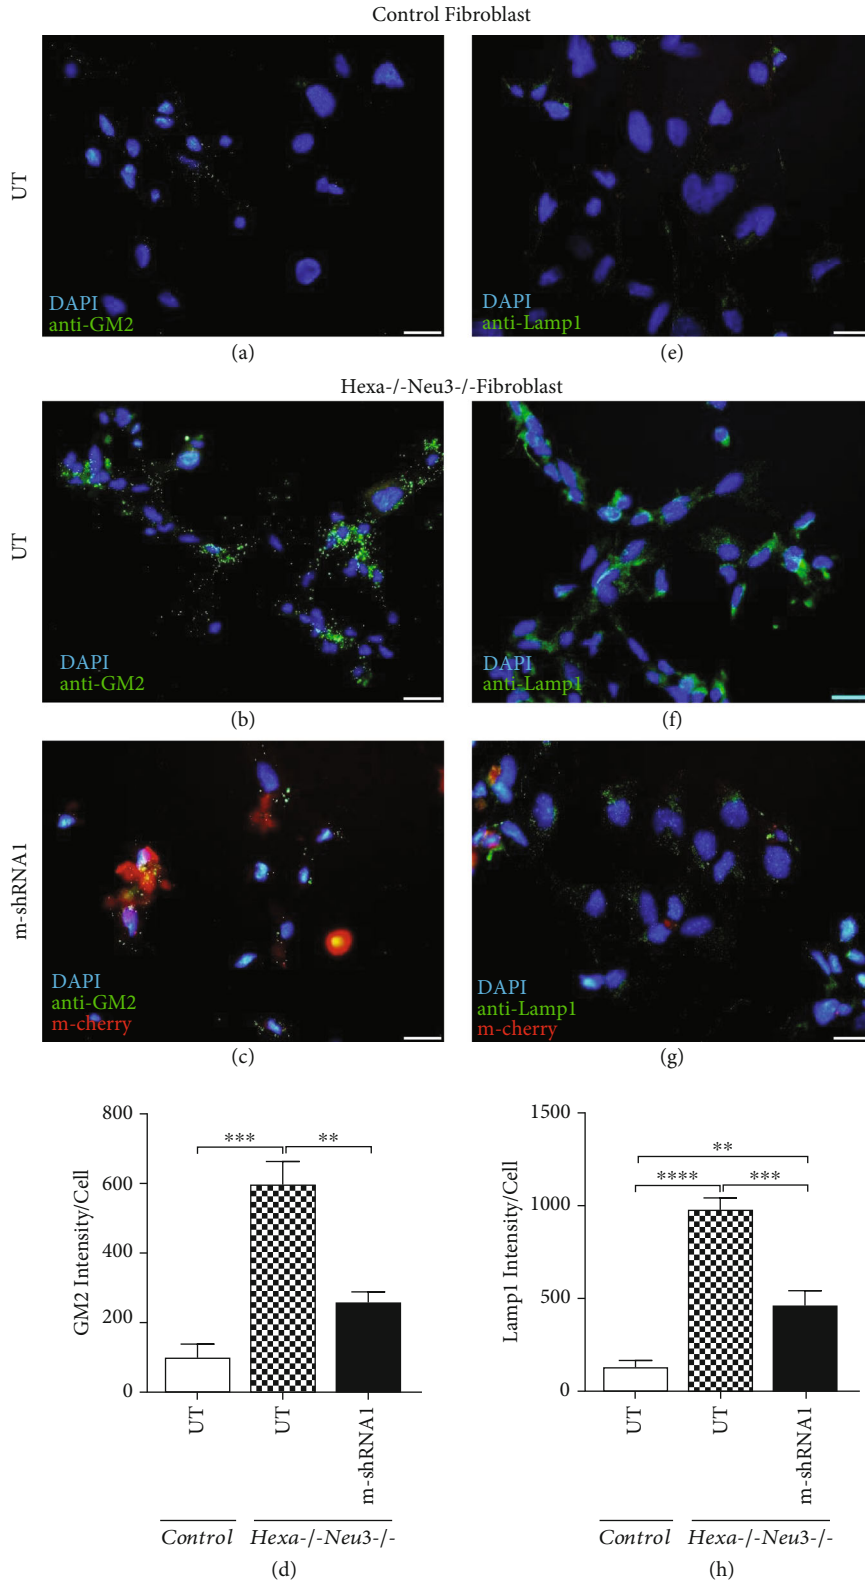 Control Fibroblast
UT
DAPI
anti-GM2
(a)
DAPI
anti-Lamp1
(e)
Hexa-/-Neu3-/-Fibroblast
UT
DAPI
anti-GM2
(b)
DAPI
anti-Lamp1
(f)
m-shRNA1
DAPI
anti-GM2
m-cherry
(c)
DAPI
anti-Lamp1
m-cherry
(g)
GM2 Intensity/Cell
800
600
400
200
0
*** **
UT UT m-shRNA1
Control Hexa-/-Neu3-/-
(d)
Lamp1 Intensity/Cell
1500
1000
500
0
**
**** ***
UT UT m-shRNA1
Control Hexa-/-Neu3-/-
(h)